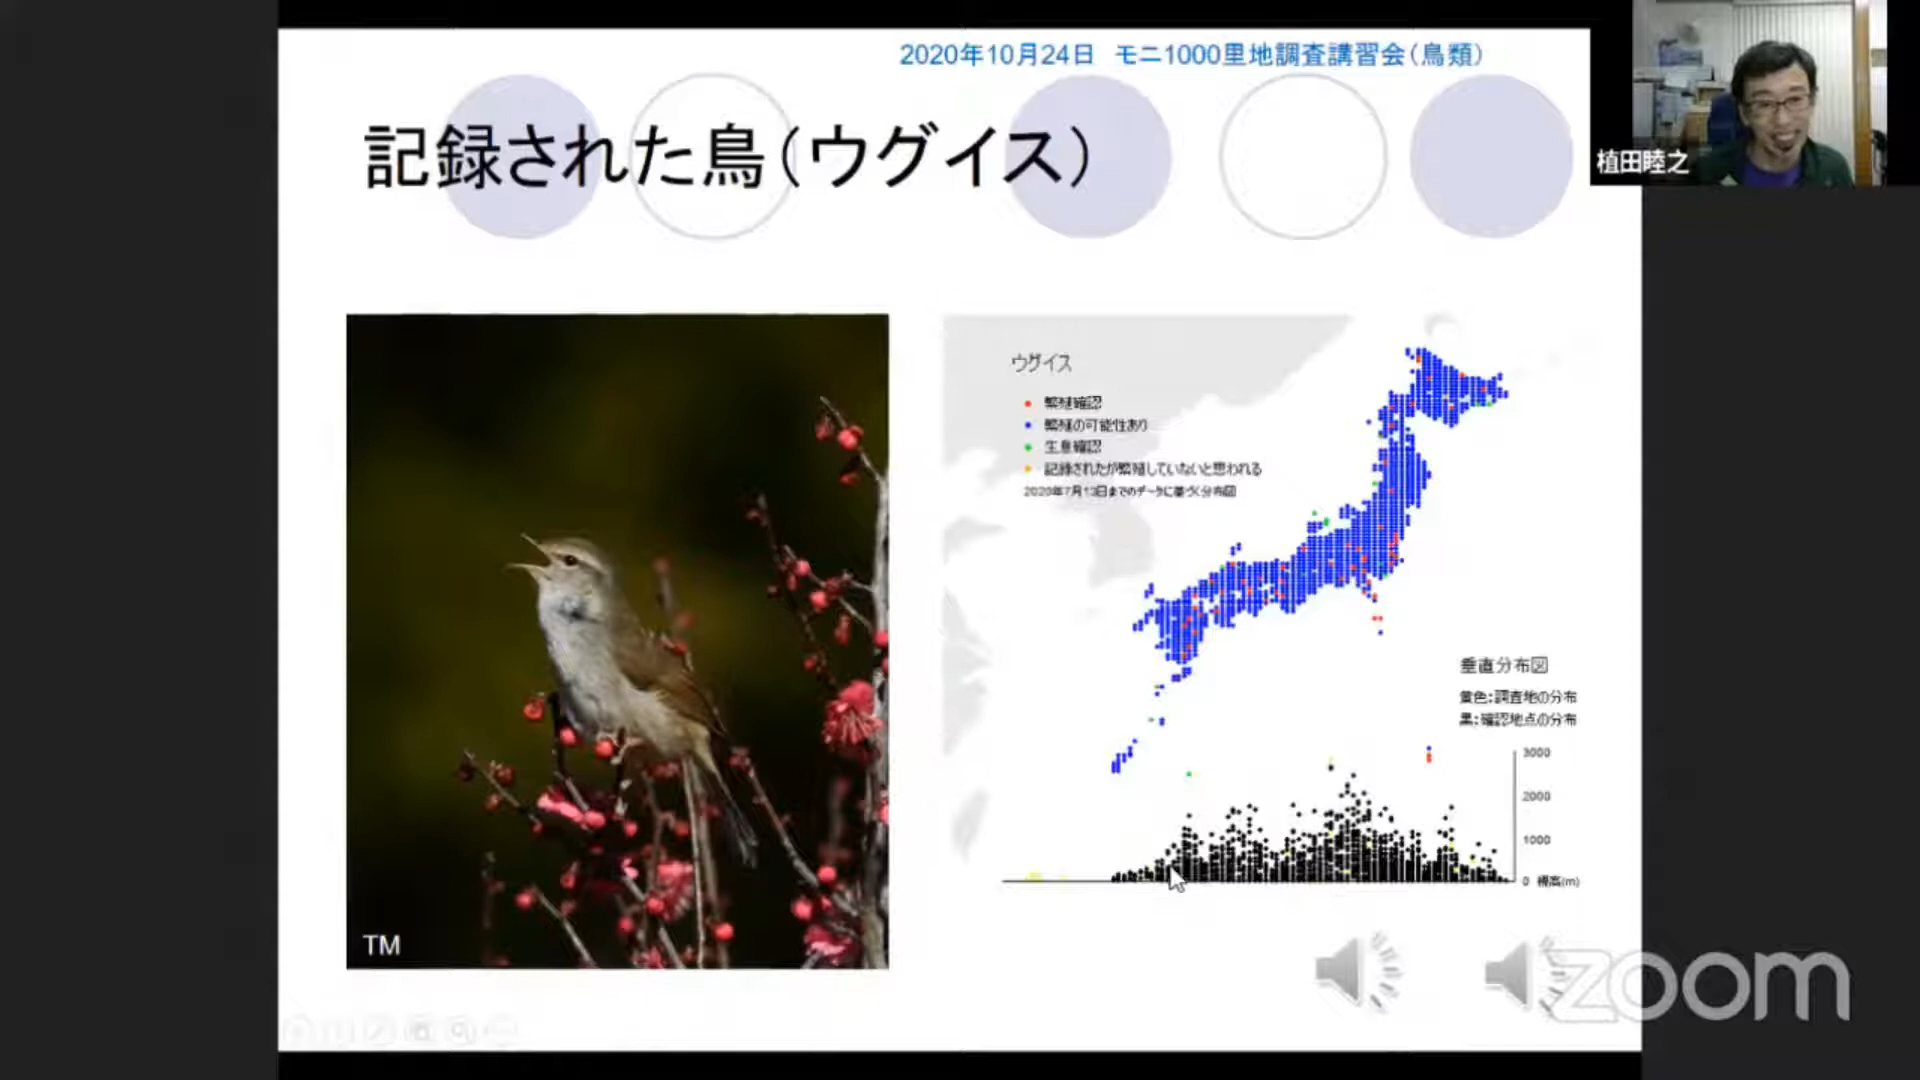 2020年10月24日 モニ1000里地調査講習会（鳥類）
植田睦之
記録された鳥（ウグイス）
ウグイス
繁殖確認
繁殖の可能性あり
生息確認
記録されたが繁殖していないと思われる
2020年7月13日までのデータに基づく分布図
垂直分布図
黄色：調査地の分布
黒：確認地点の分布
3000
2000
1000
0 標高(m)
TM
zoom